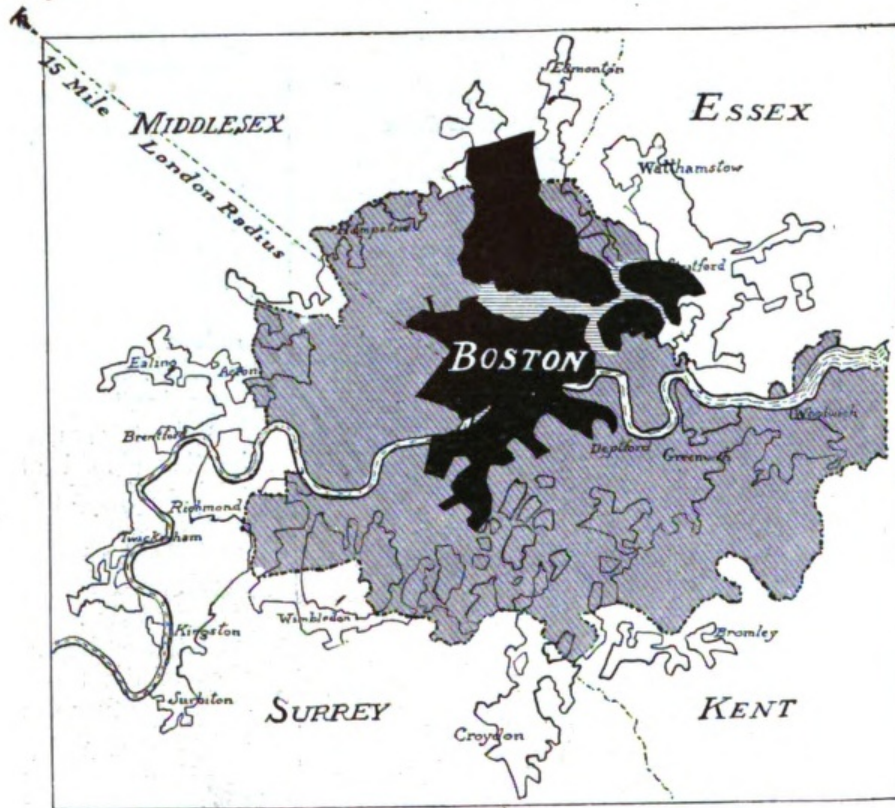 Edmonton
15 Mile
MIDDLESEX
ESSEX
London Radius
Walthamstow
Hampstead
Stratford
BOSTON
Ealing
Acton
Brentford
Woolwich
Deptford
Greenwich
Richmond
Twickenham
Kingston
Wimbledon
Bromley
Surbiton
SURREY
KENT
Croydon